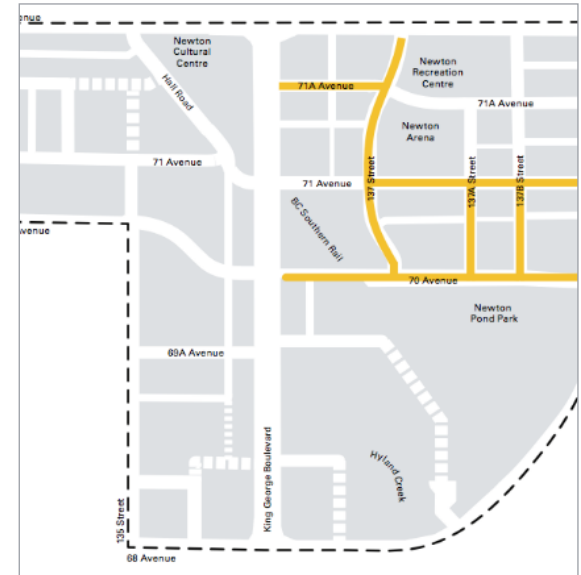 enue
Newton
Cultural
Centre
Hall Road
71A Avenue
Newton
Recreation
Centre
71A Avenue
Newton
Arena
71 Avenue
71 Avenue
137 Street
137A Street
137B Street
venue
BC Southern Rail
70 Avenue
Newton
Pond Park
69A Avenue
King George Boulevard
Hyland Creek
135 Street
68 Avenue